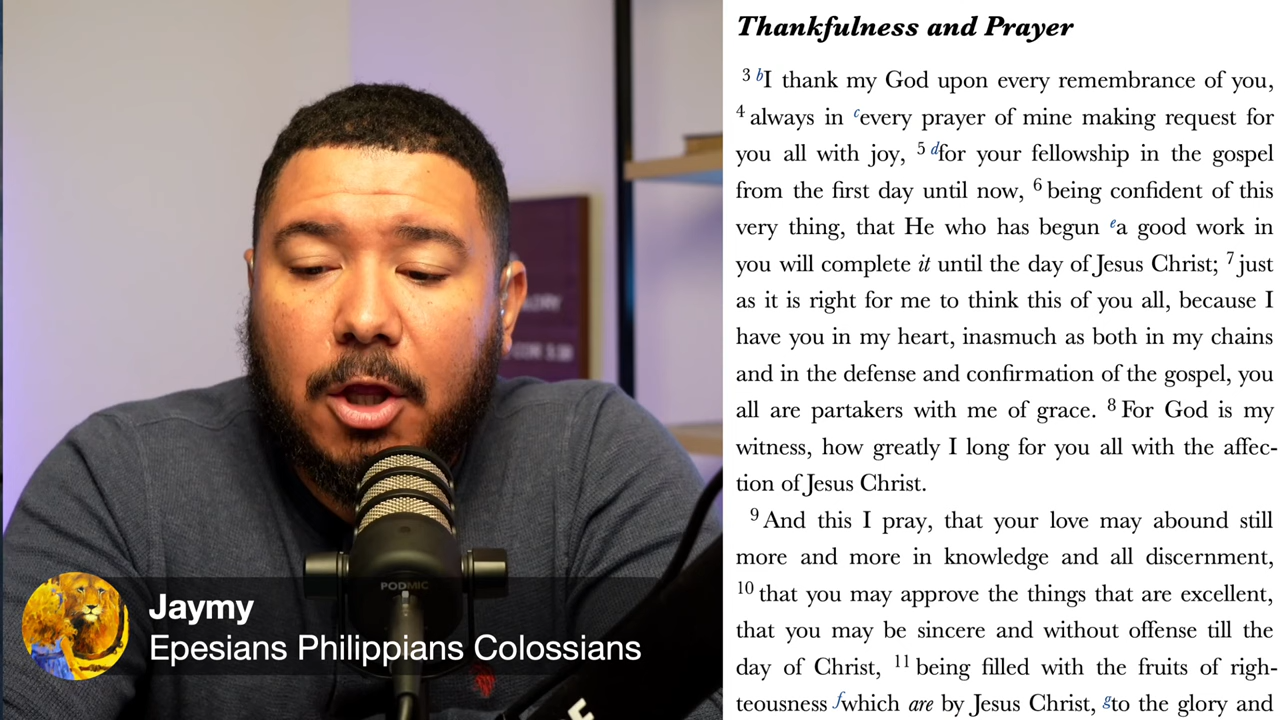 Thankfulness and Prayer
3 bI thank my God upon every remembrance of you,
4 always in cevery prayer of mine making request for
you all with joy, 5 dfor your fellowship in the gospel
from the first day until now, 6 being confident of this
very thing, that He who has begun ea good work in
you will complete it until the day of Jesus Christ; 7 just
as it is right for me to think this of you all, because I
have you in my heart, inasmuch as both in my chains
and in the defense and confirmation of the gospel, you
all are partakers with me of grace. 8 For God is my
witness, how greatly I long for you all with the affec-
tion of Jesus Christ.
9 And this I pray, that your love may abound still
more and more in knowledge and all discernment,
10 that you may approve the things that are excellent,
that you may be sincere and without offense till the
day of Christ, 11 being filled with the fruits of righ-
teousness fwhich are by Jesus Christ, gto the glory and
PODMIC
Jaymy
Epesians Philippians Colossians